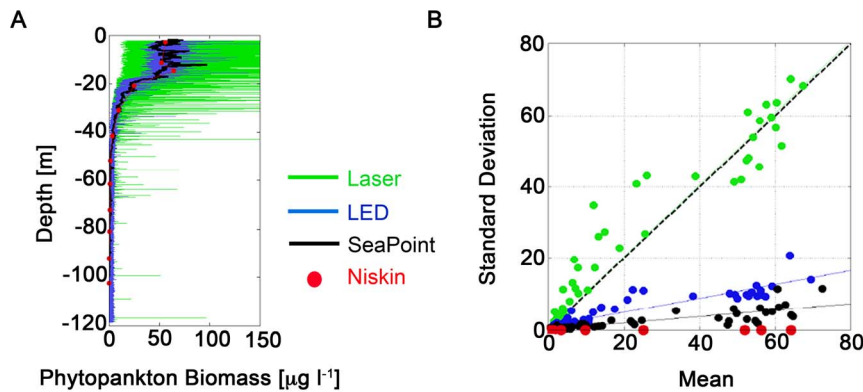 A
0
-20
-40
-60
-80
-100
-120
Depth [m]
0 50 100 150
Phytopankton Biomass [μg l-1]
Laser
LED
SeaPoint
Niskin
B
80
60
40
20
0
Standard Deviation
0 20 40 60 80
Mean